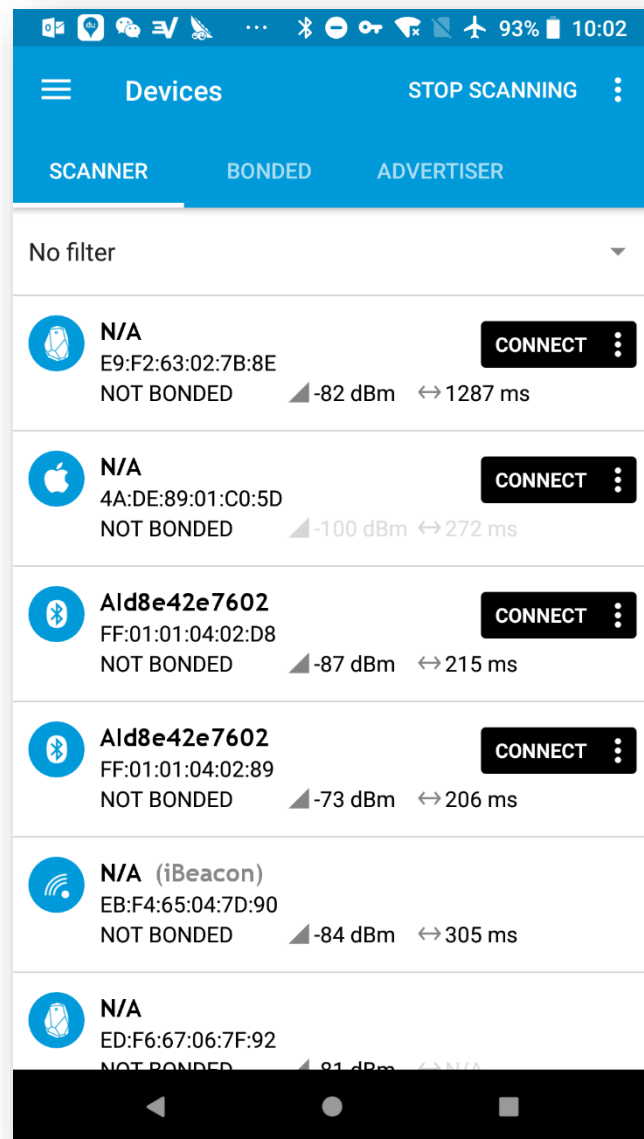 93% 10:02
Devices STOP SCANNING
SCANNER BONDED ADVERTISER
No filter
N/A CONNECT
E9:F2:63:02:7B:8E
NOT BONDED -82 dBm 1287 ms
N/A CONNECT
4A:DE:89:01:C0:5D
NOT BONDED -100 dBm 272 ms
Ald8e42e7602 CONNECT
FF:01:01:04:02:D8
NOT BONDED -87 dBm 215 ms
Ald8e42e7602 CONNECT
FF:01:01:04:02:89
NOT BONDED -73 dBm 206 ms
N/A (iBeacon)
EB:F4:65:04:7D:90
NOT BONDED -84 dBm 305 ms
N/A
ED:F6:67:06:7F:92
NOT BONDED -81 dBm N/A